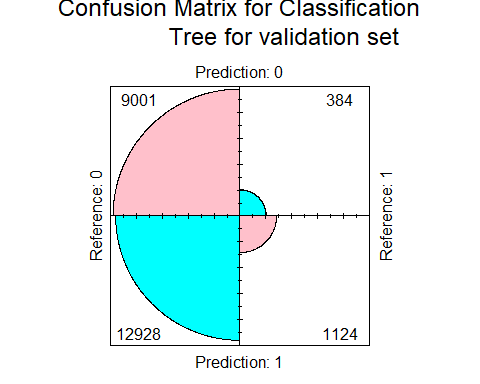 Confusion Matrix for Classification
Tree for validation set
Prediction: 0
9001
384
Reference: 0
Reference: 1
12928
1124
Prediction: 1